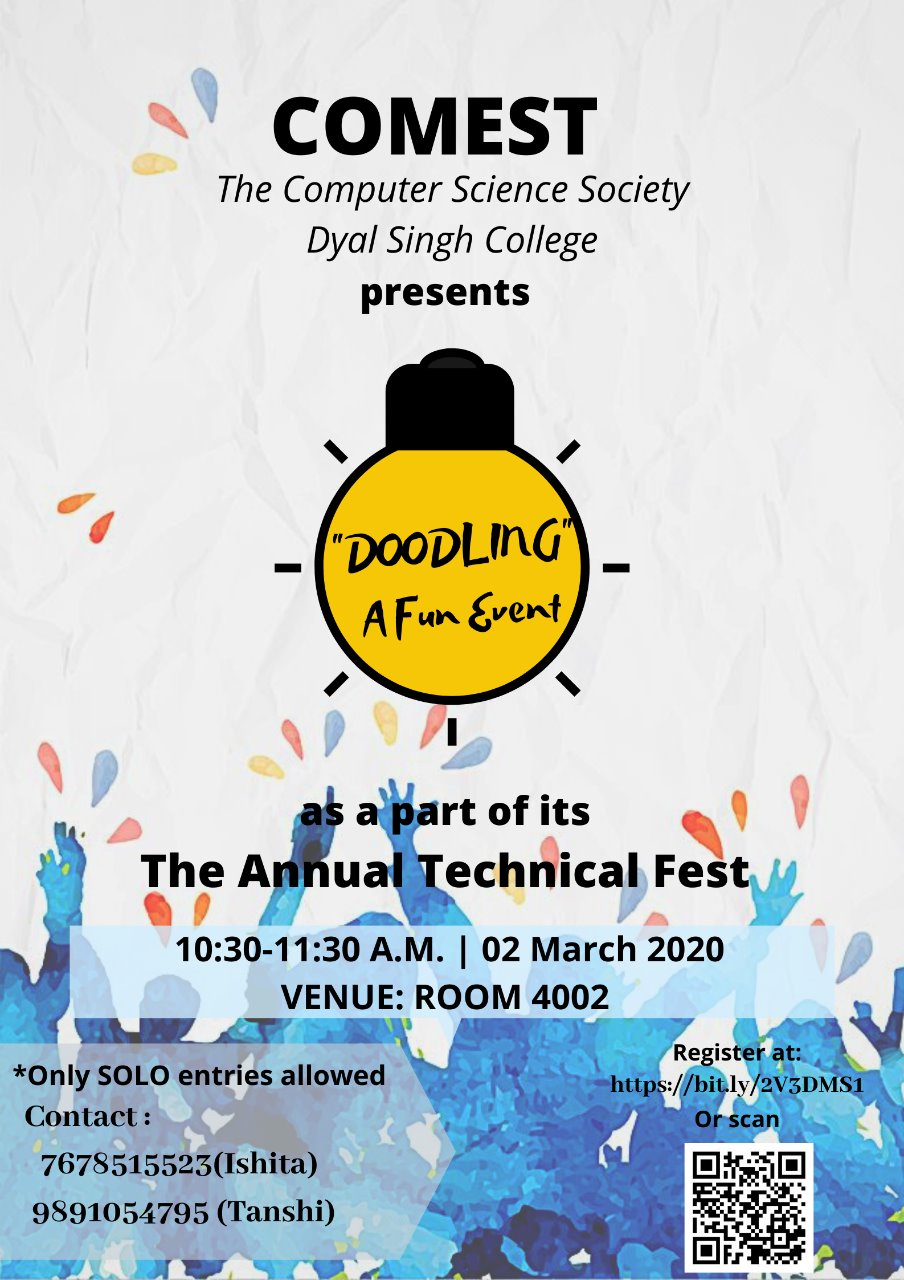 COMEST
The Computer Science Society
Dyal Singh College
presents
"DOODLING"
A Fun Event
as a part of its
The Annual Technical Fest
10:30-11:30 A.M. | 02 March 2020
VENUE: ROOM 4002
*Only SOLO entries allowed
Contact :
7678515523(Ishita)
9891054795 (Tanshi)
Register at:
https://bit.ly/2V3DMS1
Or scan